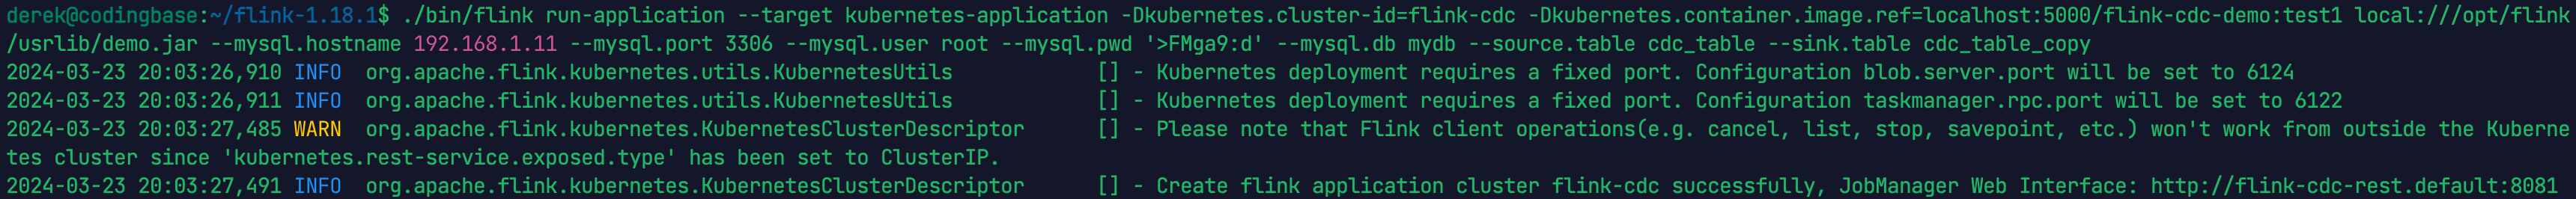 derek@codingbase:~/flink-1.18.1$ ./bin/flink run-application --target kubernetes-application -Dkubernetes.cluster-id=flink-cdc -Dkubernetes.container.image.ref=localhost:5000/flink-cdc-demo:test1 local:///opt/flink
/usrlib/demo.jar --mysql.hostname 192.168.1.11 --mysql.port 3306 --mysql.user root --mysql.pwd '>FMga9:d' --mysql.db mydb --source.table cdc_table --sink.table cdc_table_copy
2024-03-23 20:03:26,910 INFO  org.apache.flink.kubernetes.utils.KubernetesUtils            [] - Kubernetes deployment requires a fixed port. Configuration blob.server.port will be set to 6124
2024-03-23 20:03:26,911 INFO  org.apache.flink.kubernetes.utils.KubernetesUtils            [] - Kubernetes deployment requires a fixed port. Configuration taskmanager.rpc.port will be set to 6122
2024-03-23 20:03:27,485 WARN  org.apache.flink.kubernetes.KubernetesClusterDescriptor      [] - Please note that Flink client operations(e.g. cancel, list, stop, savepoint, etc.) won't work from outside the Kuberne
tes cluster since 'kubernetes.rest-service.exposed.type' has been set to ClusterIP.
2024-03-23 20:03:27,491 INFO  org.apache.flink.kubernetes.KubernetesClusterDescriptor      [] - Create flink application cluster flink-cdc successfully, JobManager Web Interface: http://flink-cdc-rest.default:8081